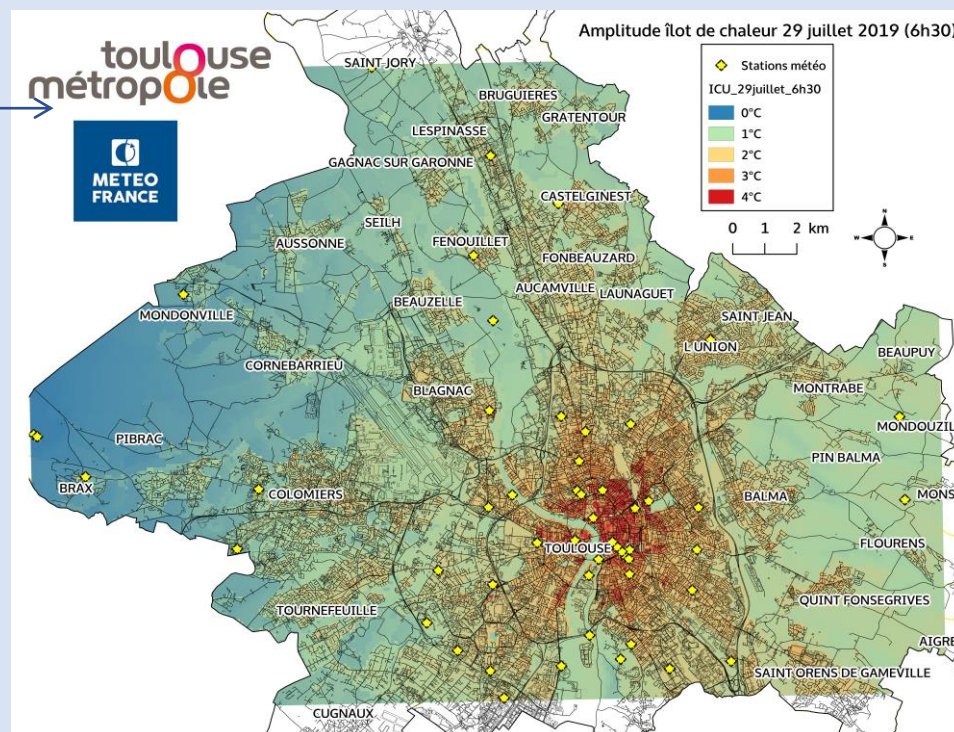 Amplitude îlot de chaleur 29 juillet 2019 (6h30)
toulouse
métropole
METEO
FRANCE
Stations météo
ICU_29juillet_6h30
0°C
1°C
2°C
3°C
4°C
0 1 2 km
N
W
E
S
SAINT JORY
BRUGUIERES
GRATENTOUR
LESPINASSE
GAGNAC SUR GARONNE
CASTELGINEST
SEILH
AUSSONNE
FENOUILLET
FONBEAUZARD
AUCAMVILLE
LAUNAGUET
BEAUZELLE
MONDONVILLE
SAINT JEAN
L'UNION
BEAUPUY
CORNEBARRIEU
BLAGNAC
MONTRABE
MONDOUZIL
PIBRAC
PIN BALMA
BRAX
COLOMIERS
BALMA
MONS
TOULOUSE
FLOURENS
TOURNEFEUILLE
QUINT FONSEGRIVES
AIGRE
SAINT ORENS DE GAMEVILLE
CUGNAUX